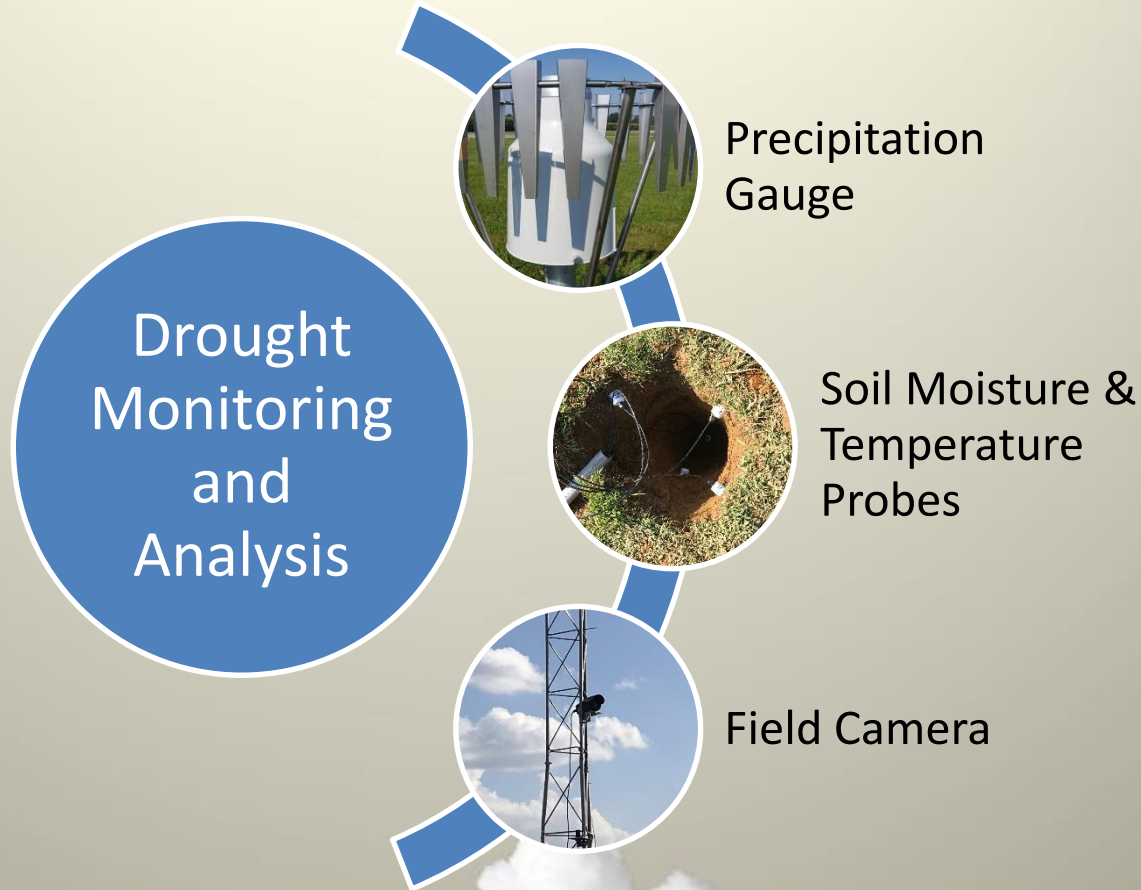 Drought
Monitoring
and
Analysis
Precipitation
Gauge
Soil Moisture &
Temperature
Probes
Field Camera